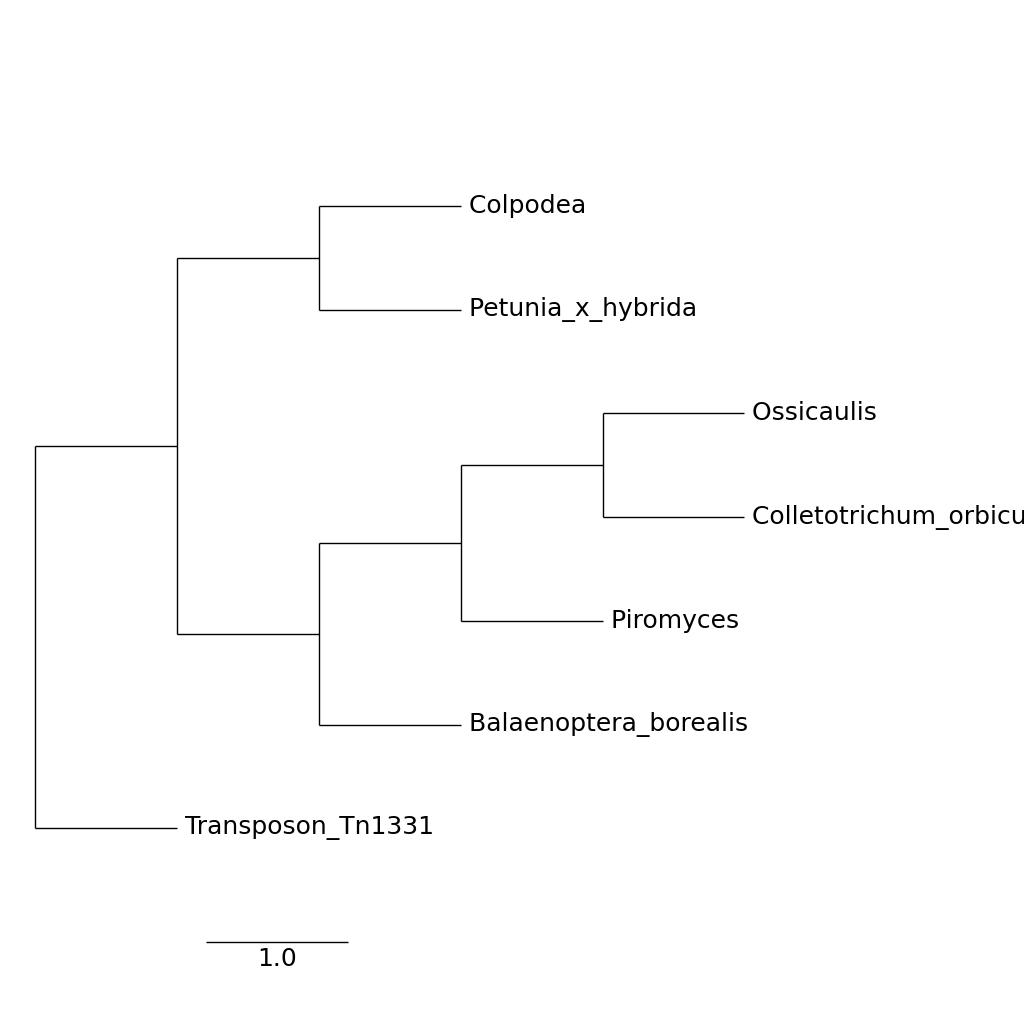 Colpodea
Petunia_x_hybrida
Ossicaulis
Colletotrichum_orbicu
Piromyces
Balaenoptera_borealis
Transposon_Tn1331
1.0